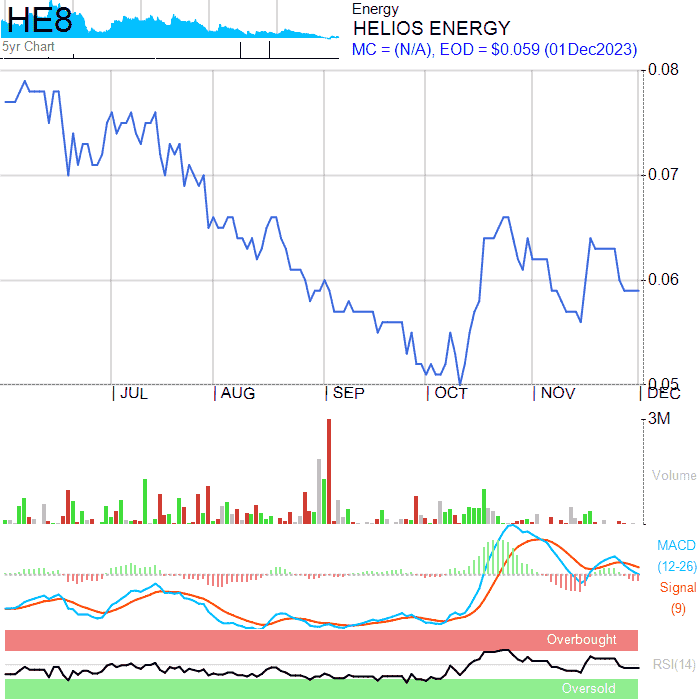 HE8
5yr Chart
Energy
HELIOS ENERGY
MC = (N/A), EOD = $0.059 (01Dec2023)
0.08
0.07
0.06
0.05
JUL
AUG
SEP
OCT
NOV
DEC
3M
Volume
MACD
(12-26)
Signal
(9)
Overbought
RSI(14)
Oversold